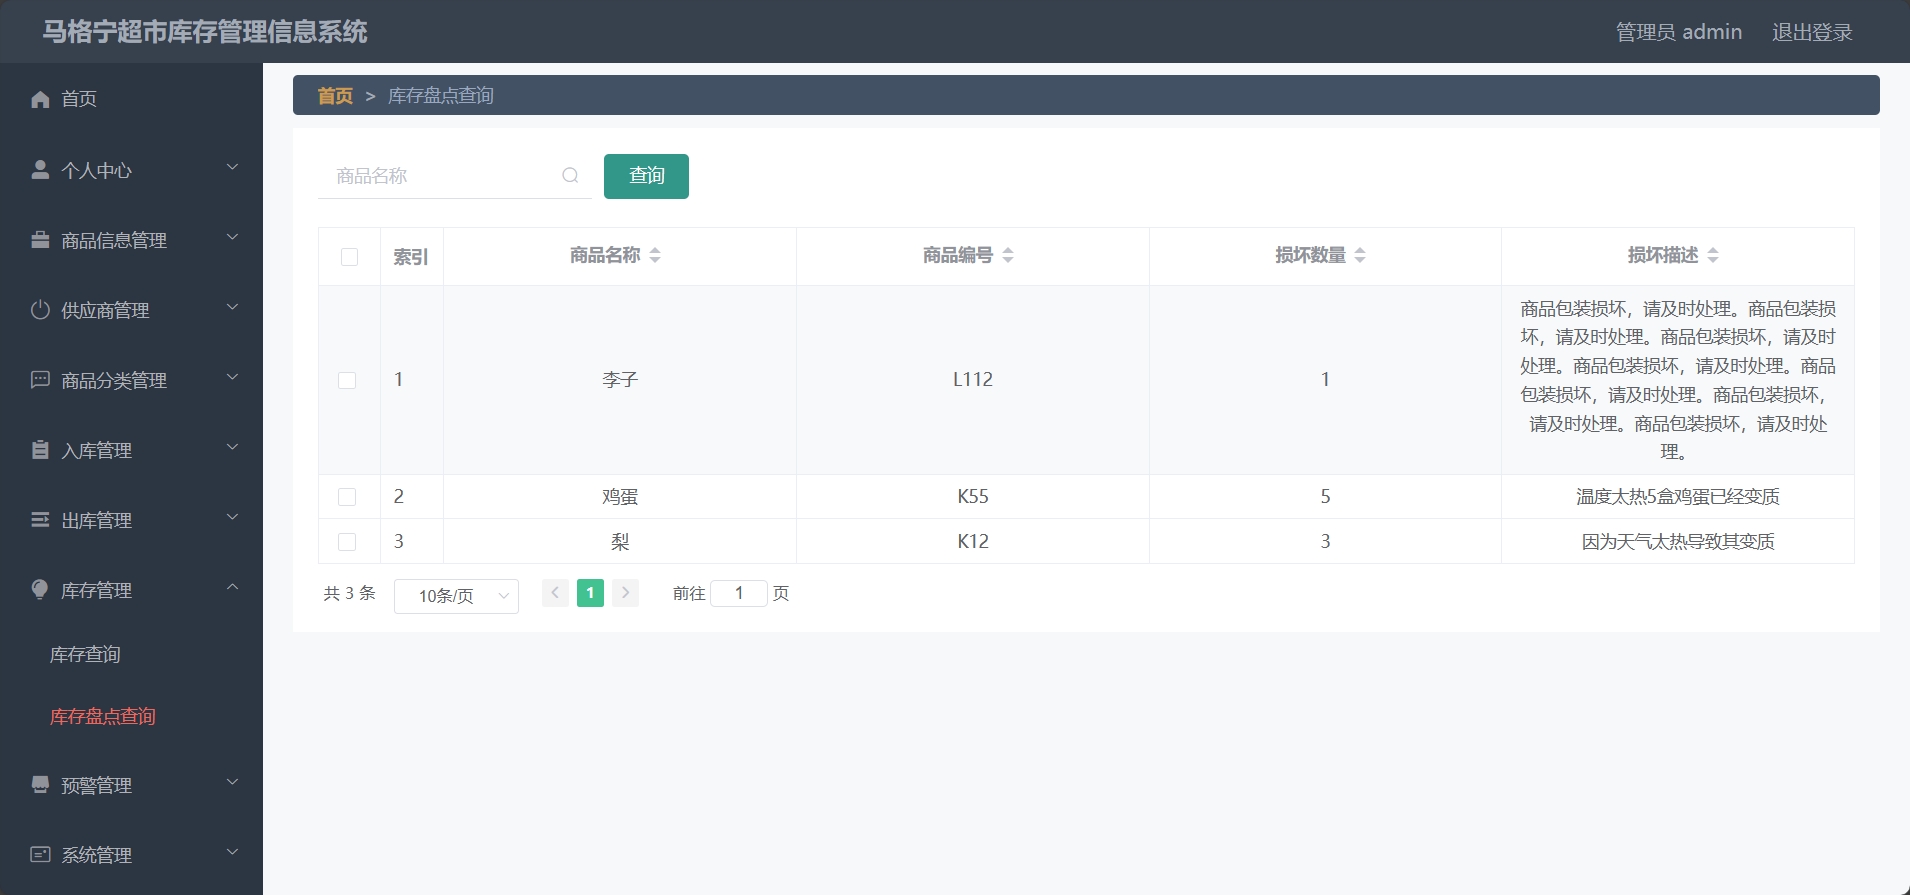 马格宁超市库存管理信息系统
管理员 admin 退出登录
首页
个人中心
商品信息管理
供应商管理
商品分类管理
入库管理
出库管理
库存管理
库存查询
库存盘点查询
预警管理
系统管理
首页 > 库存盘点查询
商品名称 查询
索引 商品名称 商品编号 损坏数量 损坏描述
1 李子 L112 1
商品包装损坏，请及时处理。商品包装损
坏，请及时处理。商品包装损坏，请及时
处理。商品包装损坏，请及时处理。商品
包装损坏，请及时处理。商品包装损坏，
请及时处理。商品包装损坏，请及时处
理。
2 鸡蛋 K55 5 温度太热5盒鸡蛋已经变质
3 梨 K12 3 因为天气太热导致其变质
共 3 条 10条/页 < 1 > 前往 1 页